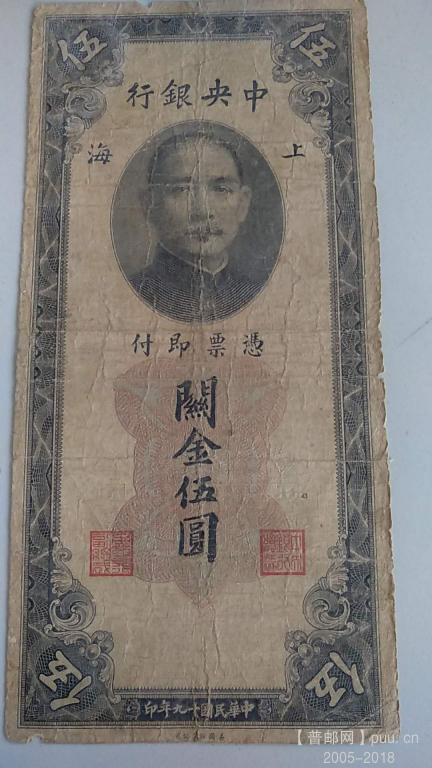 伍 伍
中央銀行
上海
憑票即付
關金伍圓
伍 伍
中華民國十九年印
【普邮网】puu.cn
2005-2018